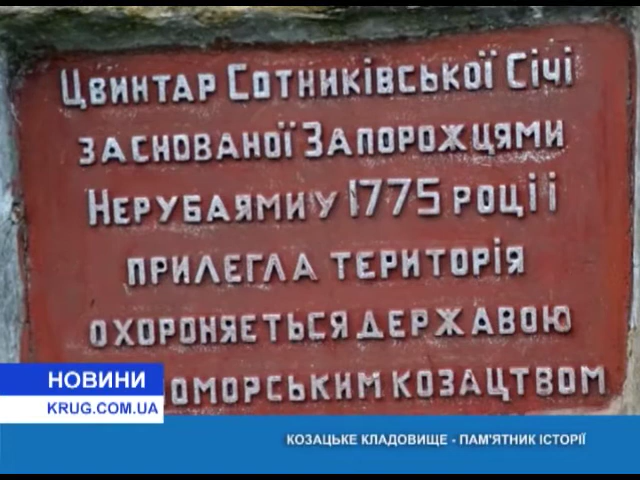 Цвинтар Сотниківської Січі
заснованої Запорожцями
Нерубаями у 1775 році і
прилегла територія
охороняеться державою
оморським козацтвом
НОВИНИ
KRUG.COM.UA
КОЗАЦЬКЕ КЛАДОВИЩЕ - ПАМ'ЯТНИК ІСТОРІЇ